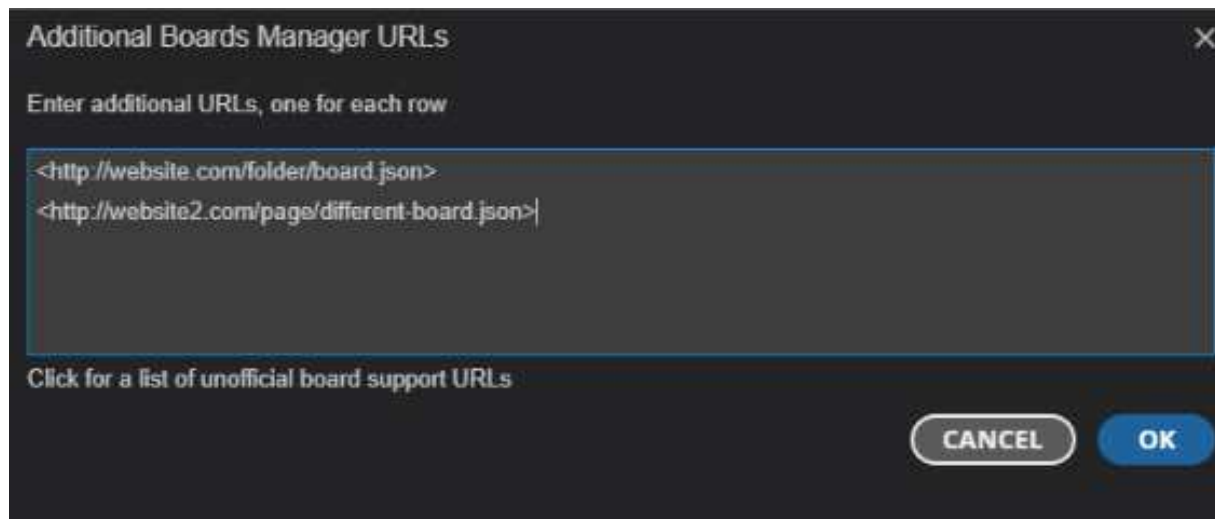 Additional Boards Manager URLs
Enter additional URLs, one for each row
<http://website.com/folder/board.json>
<http://website2.com/page/different-board.json>
Click for a list of unofficial board support URLs
CANCEL OK